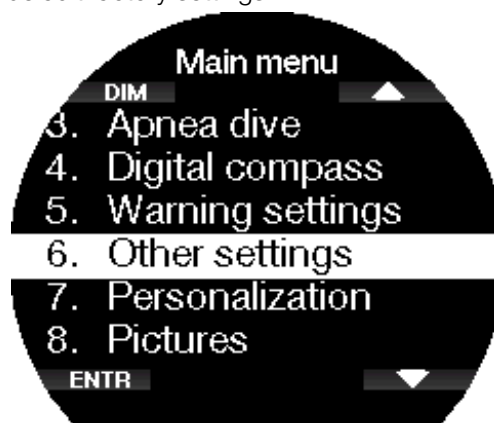 Main menu
DIM
3. Apnea dive
4. Digital compass
5. Warning settings
6. Other settings
7. Personalization
8. Pictures
ENTR